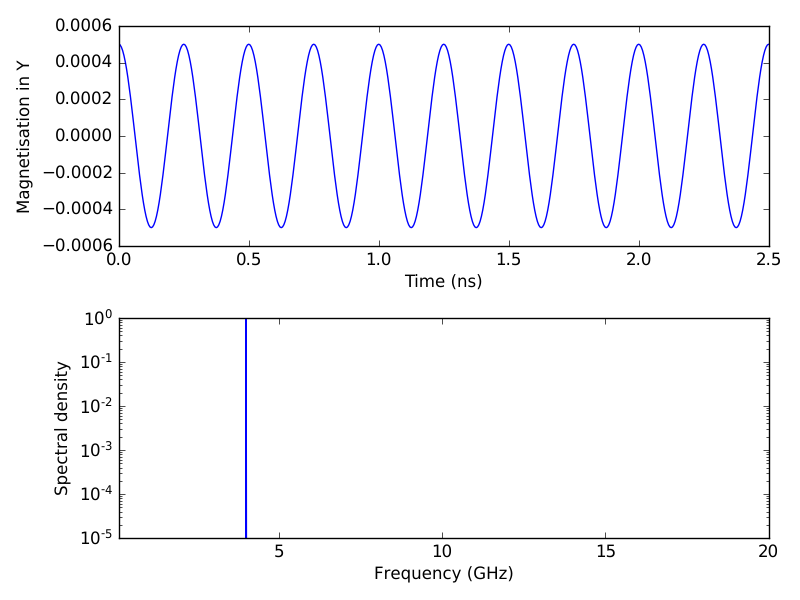 0.0006
0.0004
0.0002
0.0000
−0.0002
−0.0004
−0.0006
Magnetisation in Y
0.0 0.5 1.0 1.5 2.0 2.5
Time (ns)
10^0
10^-1
10^-2
10^-3
10^-4
10^-5
Spectral density
5 10 15 20
Frequency (GHz)